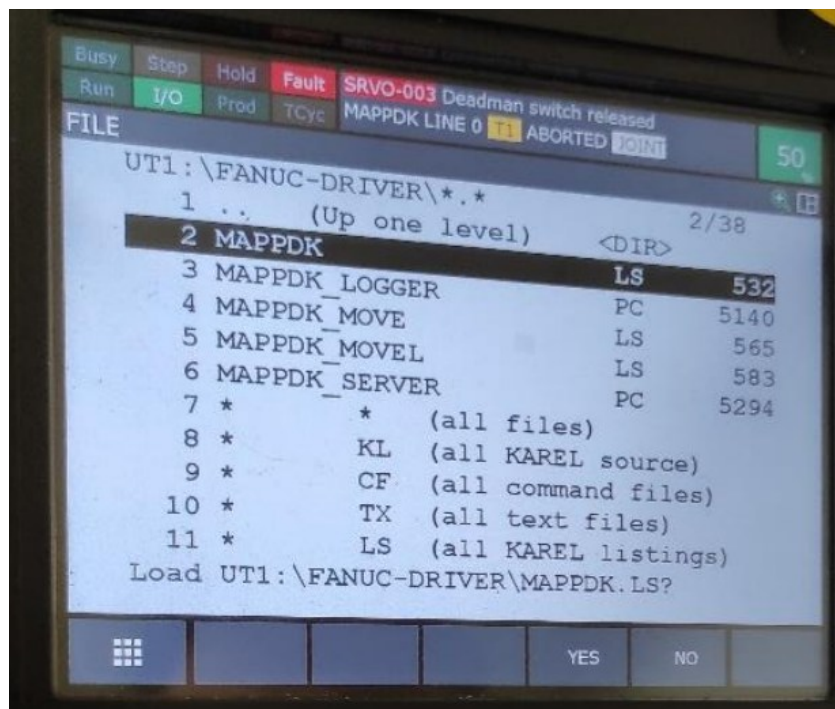 Busy Step Hold Fault SRVO-003 Deadman switch released
Run I/O Prod TCyc MAPPDK LINE 0 T1 ABORTED JOINT 50 %
FILE
UT1:\FANUC-DRIVER\*.*
2/38
1 .. (Up one level) <DIR>
2 MAPPDK LS 532
3 MAPPDK_LOGGER PC 5140
4 MAPPDK_MOVE LS 565
5 MAPPDK_MOVEL LS 583
6 MAPPDK_SERVER PC 5294
7 * * (all files)
8 * KL (all KAREL source)
9 * CF (all command files)
10 * TX (all text files)
11 * LS (all KAREL listings)
Load UT1:\FANUC-DRIVER\MAPPDK.LS?
YES NO